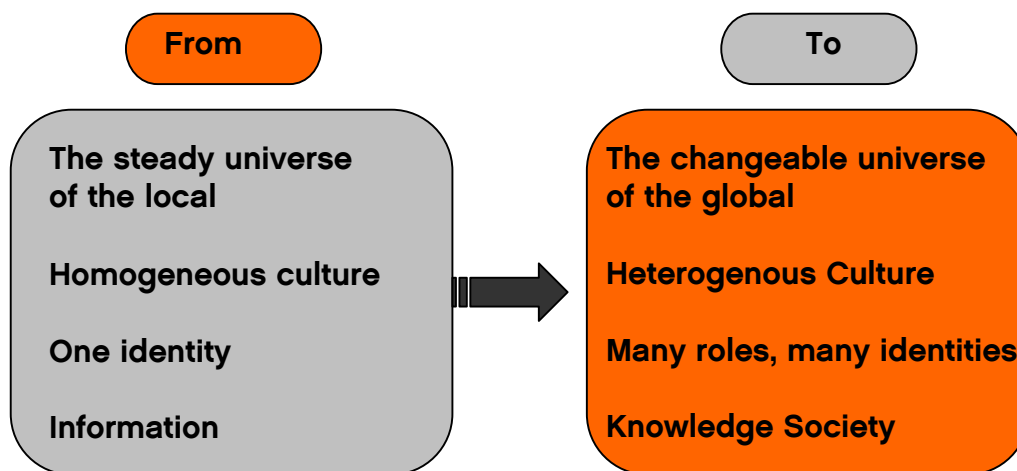 From
To
The steady universe
of the local
Homogeneous culture
One identity
Information
The changeable universe
of the global
Heterogenous Culture
Many roles, many identities
Knowledge Society